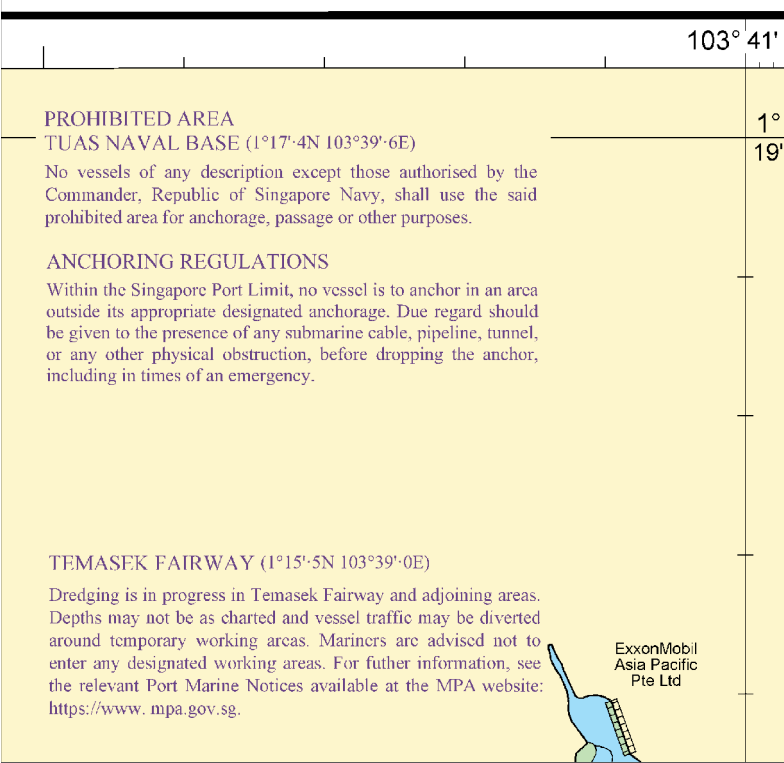 103° 41'
1°
19'
PROHIBITED AREA
TUAS NAVAL BASE (1°17'·4N 103°39'·6E)
No vessels of any description except those authorised by the
Commander, Republic of Singapore Navy, shall use the said
prohibited area for anchorage, passage or other purposes.
ANCHORING REGULATIONS
Within the Singapore Port Limit, no vessel is to anchor in an area
outside its appropriate designated anchorage. Due regard should
be given to the presence of any submarine cable, pipeline, tunnel,
or any other physical obstruction, before dropping the anchor,
including in times of an emergency.
TEMASEK FAIRWAY (1°15'·5N 103°39'·0E)
Dredging is in progress in Temasek Fairway and adjoining areas.
Depths may not be as charted and vessel traffic may be diverted
around temporary working areas. Mariners are advised not to
enter any designated working areas. For futher information, see
the relevant Port Marine Notices available at the MPA website:
https://www. mpa.gov.sg.
ExxonMobil
Asia Pacific
Pte Ltd